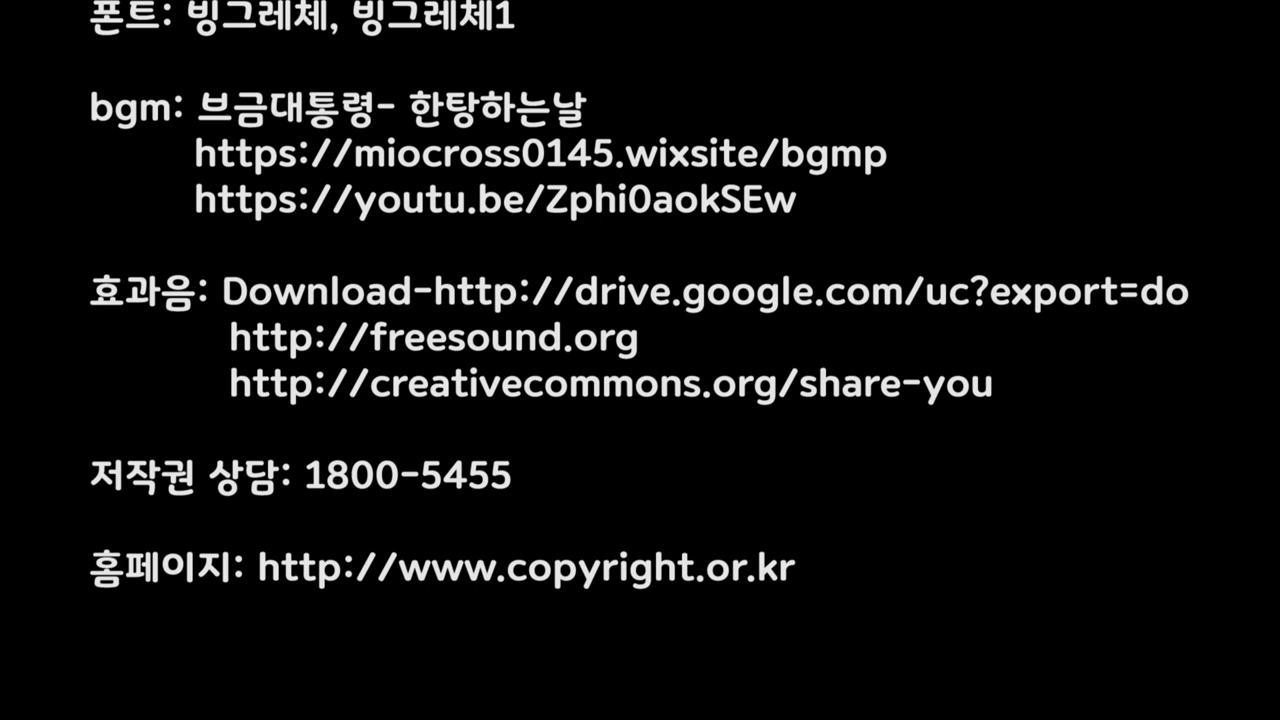 폰트: 빙그레체, 빙그레체1
bgm: 브금대통령- 한탕하는날
https://miocross0145.wixsite/bgmp
https://youtu.be/Zphi0aokSEw
효과음: Download-http://drive.google.com/uc?export=do
http://freesound.org
http://creativecommons.org/share-you
저작권 상담: 1800-5455
홈페이지: http://www.copyright.or.kr